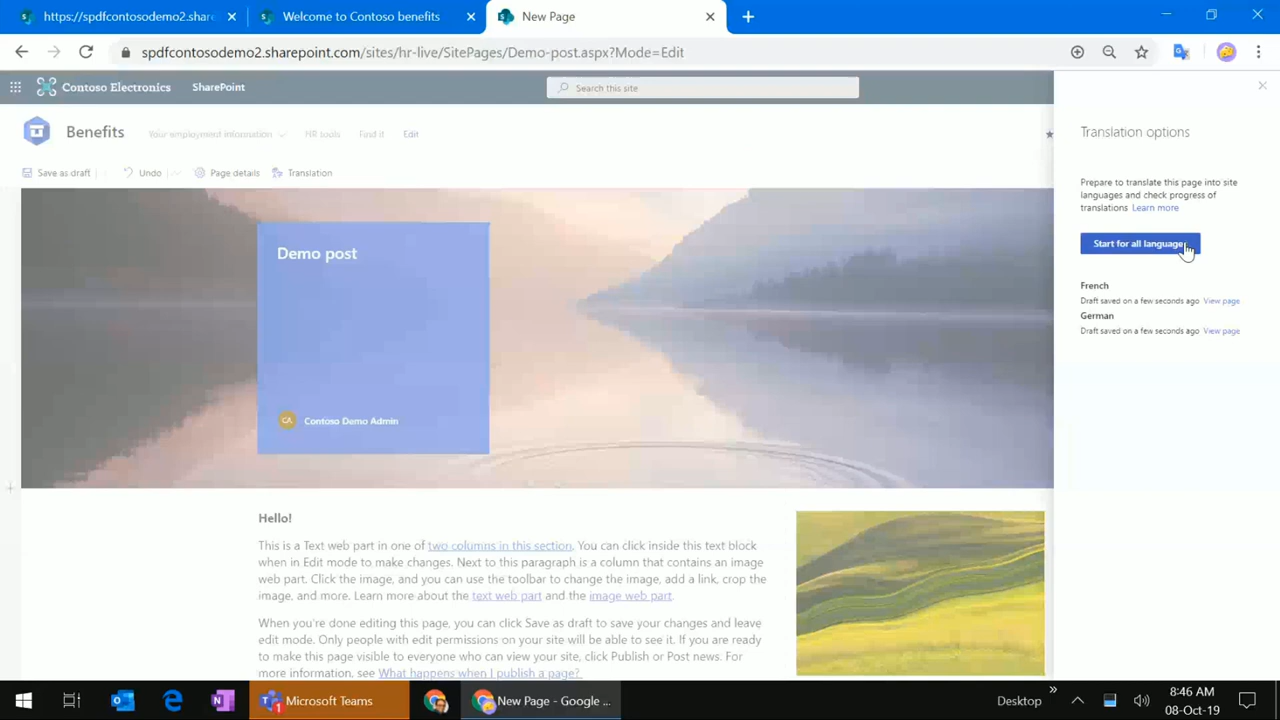 https://spdfcontosodemo2.share
Welcome to Contoso benefits
New Page
spdfcontosodemo2.sharepoint.com/sites/hr-live/SitePages/Demo-post.aspx?Mode=Edit
Contoso Electronics
SharePoint
Search this site
Benefits
Your employment information
HR tools
Find it
Edit
Save as draft
Undo
Page details
Translation
Demo post
CA
Contoso Demo Admin
Hello!
This is a Text web part in one of two columns in this section. You can click inside this text block
when in Edit mode to make changes. Next to this paragraph is a column that contains an image
web part. Click the image, and you can use the toolbar to change the image, add a link, crop the
image, and more. Learn more about the text web part and the image web part.
When you're done editing this page, you can click Save as draft to save your changes and leave
edit mode. Only people with edit permissions on your site will be able to see it. If you are ready
to make this page visible to everyone who can view your site, click Publish or Post news. For
more information, see What happens when I publish a page?
Translation options
Prepare to translate this page into site
languages and check progress of
translations Learn more
Start for all language
French
Draft saved on a few seconds ago View page
German
Draft saved on a few seconds ago View page
Microsoft Teams
New Page - Google ...
Desktop
8:46 AM
08-Oct-19